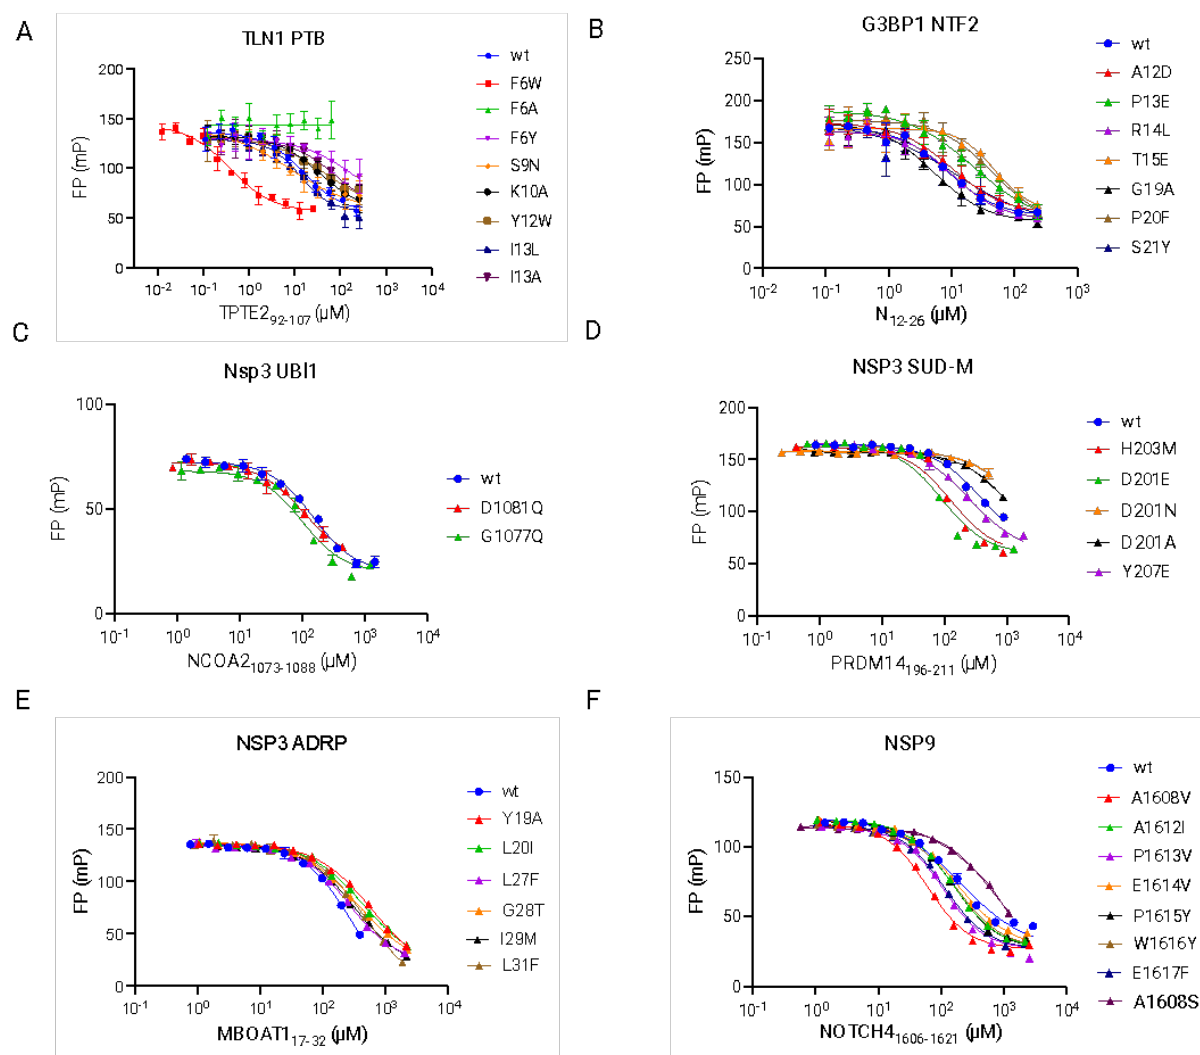 A
TLN1 PTB
FP (mP)
200
150
100
50
0
10-2
10-1
100
101
102
103
104
TPTE292-107 (µM)
wt
F6W
F6A
F6Y
S9N
K10A
Y12W
I13L
I13A
B
G3BP1 NTF2
FP (mP)
250
200
150
100
50
0
10-2
10-1
100
101
102
103
N12-26 (µM)
wt
A12D
P13E
R14L
T15E
G19A
P20F
S21Y
C
Nsp3 UBl1
FP (mP)
100
50
0
10-1
100
101
102
103
104
NCOA21073-1088 (µM)
wt
D1081Q
G1077Q
D
NSP3 SUD-M
FP (mP)
200
150
100
50
0
10-1
100
101
102
103
104
PRDM14196-211 (µM)
wt
H203M
D201E
D201N
D201A
Y207E
E
NSP3 ADRP
FP (mP)
200
150
100
50
0
10-1
100
101
102
103
104
MBOAT117-32 (µM)
wt
Y19A
L20I
L27F
G28T
I29M
L31F
F
NSP9
FP (mP)
150
100
50
0
10-1
100
101
102
103
104
NOTCH41606-1621 (µM)
wt
A1608V
A1612I
P1613V
E1614V
P1615Y
W1616Y
E1617F
A1608S